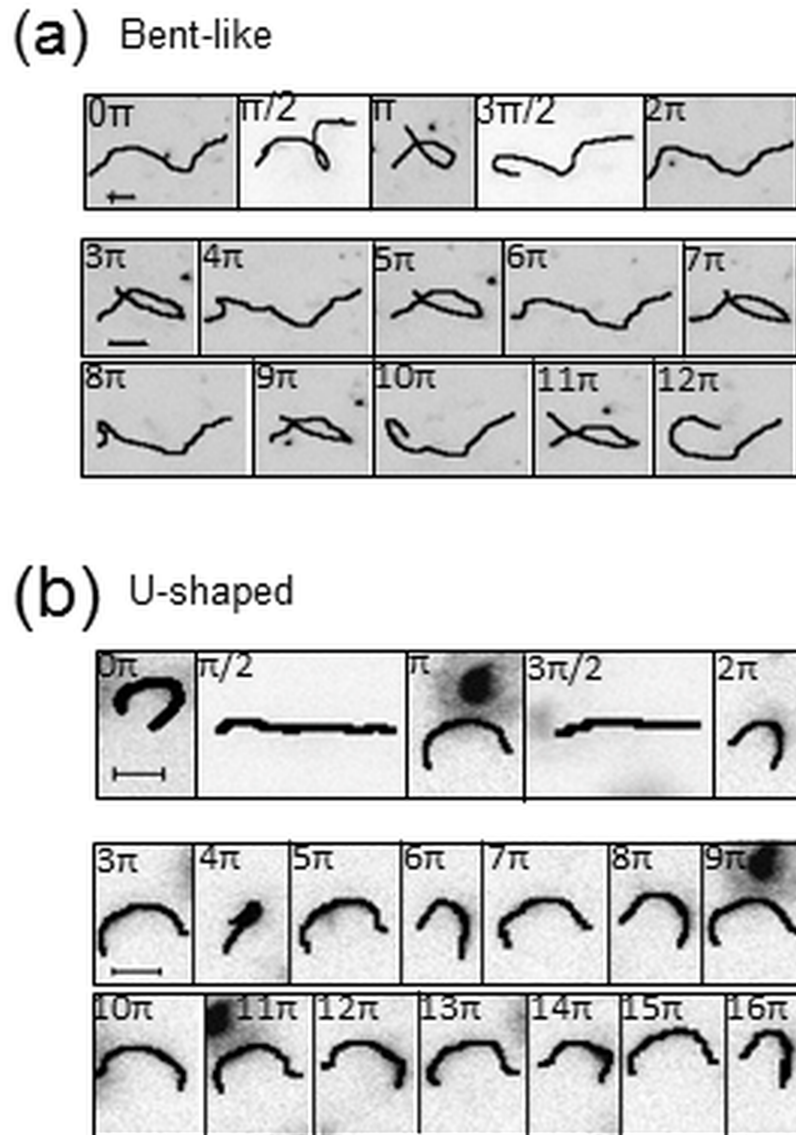 (a) Bent-like
0π π/2 π 3π/2 2π
3π 4π 5π 6π 7π
8π 9π 10π 11π 12π
(b) U-shaped
0π π/2 π 3π/2 2π
3π 4π 5π 6π 7π 8π 9π
10π 11π 12π 13π 14π 15π 16π